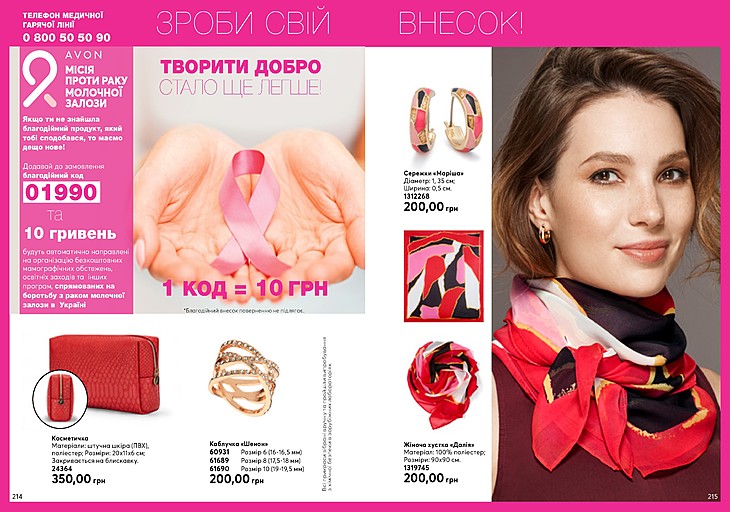 ТЕЛЕФОН МЕДИЧНОЇ
ГАРЯЧОЇ ЛІНІЇ
0 800 50 50 90
ЗРОБИ СВІЙ ВНЕСОК!
AVON
МІСІЯ
ПРОТИ РАКУ
МОЛОЧНОЇ
ЗАЛОЗИ
Якщо ти не знайшла
благодійний продукт, який
тобі сподобався, то маємо
дещо нове!
Додавай до замовлення
благодійний код
01990
та
10 гривень
будуть автоматично направлені
на організацію безкоштовних
мамографічних обстежень,
освітніх заходів та інших
програм, спрямованих на
боротьбу з раком молочної
залози в Україні
ТВОРИТИ ДОБРО
СТАЛО ЩЕ ЛЕГШЕ!
1 КОД = 10 ГРН
*Благодійний внесок поверненню не підлягає.
Сережки «Маріша»
Діаметр: 1, 35 см;
Ширина: 0,5 см.
1312268
200,00 грн
Косметичка
Матеріали: штучна шкіра (ПВХ),
поліестер; Розміри: 20х11х6 см;
Закривається на блискавку.
24364
350,00 грн
Каблучка «Шенон»
60931 Розмір 6 (16-16,5 мм)
61689 Розмір 8 (17,5-18 мм)
61690 Розмір 10 (19-19,5 мм)
200,00 грн
Жіноча хустка «Далія»
Матеріал: 100% поліестер;
Розміри: 90х90 см.
1319745
200,00 грн
214
215